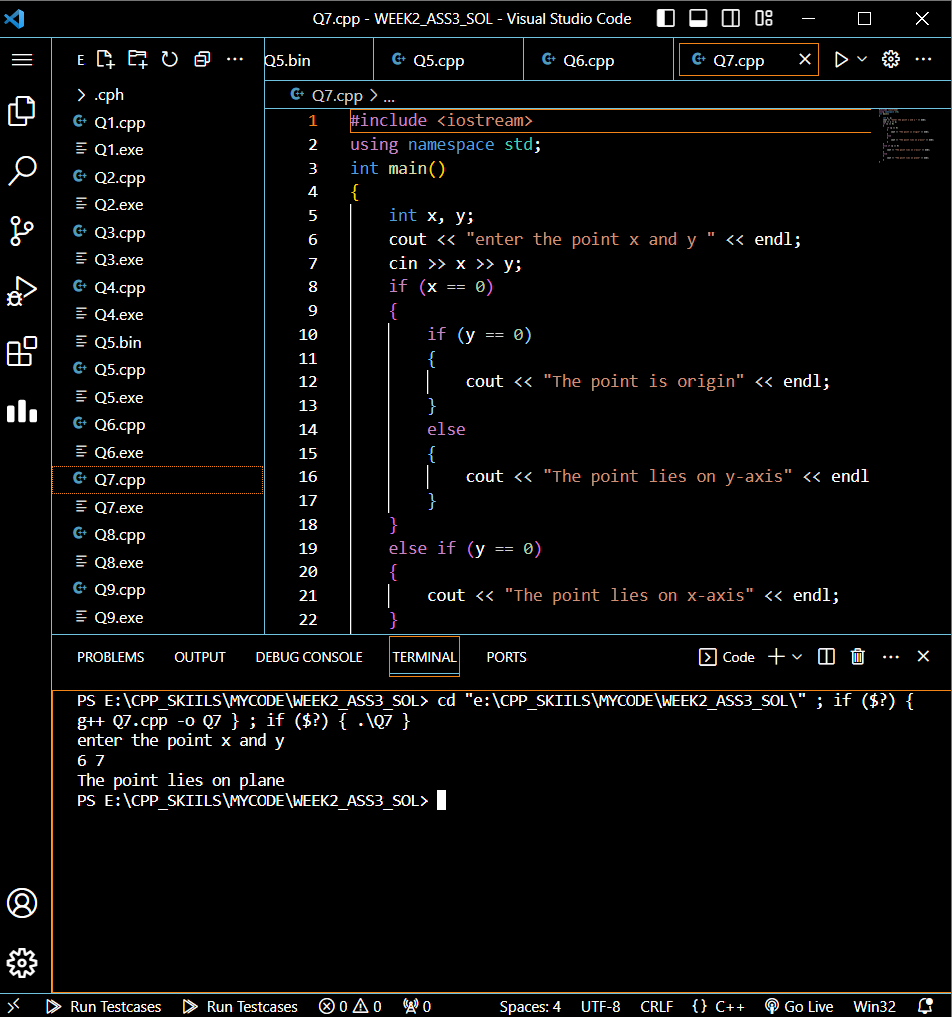 Q7.cpp - WEEK2_ASS3_SOL - Visual Studio Code
E
Q5.bin Q5.cpp Q6.cpp Q7.cpp
Q7.cpp > ...
.cph
Q1.cpp
Q1.exe
Q2.cpp
Q2.exe
Q3.cpp
Q3.exe
Q4.cpp
Q4.exe
Q5.bin
Q5.cpp
Q5.exe
Q6.cpp
Q6.exe
Q7.cpp
Q7.exe
Q8.cpp
Q8.exe
Q9.cpp
Q9.exe
1 #include <iostream>
2 using namespace std;
3 int main()
4 {
5 int x, y;
6 cout << "enter the point x and y " << endl;
7 cin >> x >> y;
8 if (x == 0)
9 {
10 if (y == 0)
11 {
12 cout << "The point is origin" << endl;
13 }
14 else
15 {
16 cout << "The point lies on y-axis" << endl
17 }
18 }
19 else if (y == 0)
20 {
21 cout << "The point lies on x-axis" << endl;
22 }
PROBLEMS OUTPUT DEBUG CONSOLE TERMINAL PORTS Code
PS E:\CPP_SKIILS\MYCODE\WEEK2_ASS3_SOL> cd "e:\CPP_SKIILS\MYCODE\WEEK2_ASS3_SOL\" ; if ($?) {
g++ Q7.cpp -o Q7 } ; if ($?) { .\Q7 }
enter the point x and y
6 7
The point lies on plane
PS E:\CPP_SKIILS\MYCODE\WEEK2_ASS3_SOL>
Run Testcases Run Testcases 0 0 0 Spaces: 4 UTF-8 CRLF {} C++ Go Live Win32